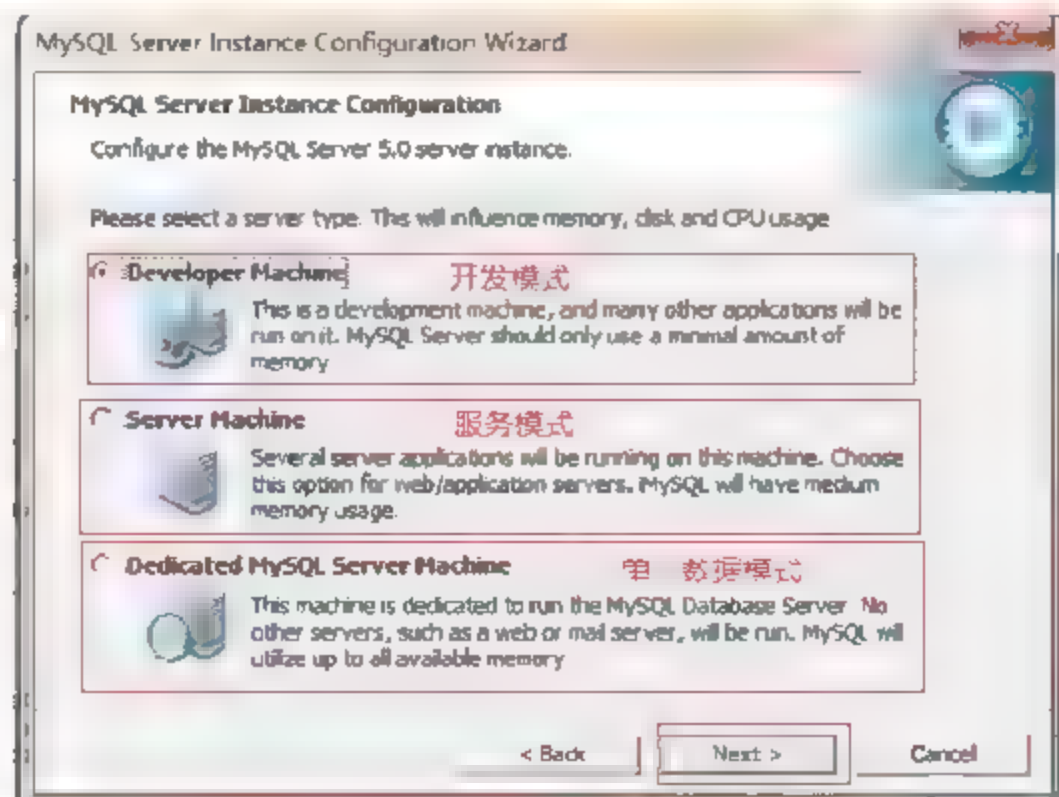 MySQL Server Instance Configuration Wizard
MySQL Server Instance Configuration
Configure the MySQL Server 5.0 server instance.
Please select a server type. This will influence memory, disk and CPU usage
Developer Machine 开发模式
This is a development machine, and many other applications will be
run on it. MySQL Server should only use a minimal amount of
memory
Server Machine 服务模式
Several server applications will be running on this machine. Choose
this option for web/application servers. MySQL will have medium
memory usage.
Dedicated MySQL Server Machine 单一数据模式
This machine is dedicated to run the MySQL Database Server. No
other servers, such as a web or mail server, will be run. MySQL will
utilize up to all available memory
< Back Next > Cancel